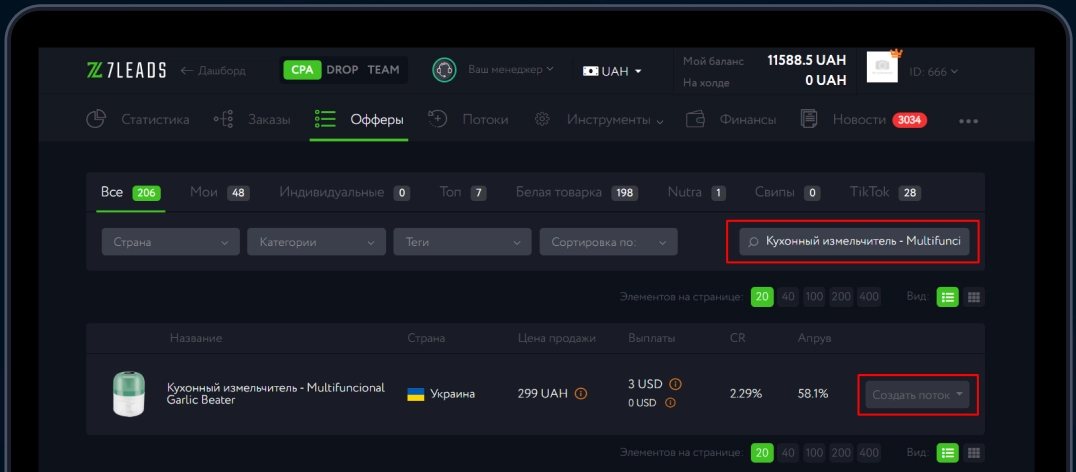 7LEADS
← Дашборд
CPA DROP TEAM
Ваш менеджер
UAH
Мой баланс 11588.5 UAH
На холде 0 UAH
ID: 666
Статистика Заказы Офферы Потоки Инструменты Финансы Новости 3034
Все 206 Мои 48 Индивидуальные 0 Топ 7 Белая товарка 198 Nutra 1 Свипы 0 TikTok 28
Страна Категории Теги Сортировка по: Кухонный измельчитель - Multifunci
Элементов на странице: 20 40 100 200 400 Вид:
Название Страна Цена продажи Выплаты CR Апрув
Кухонный измельчитель - Multifuncional
Garlic Beater
Украина
299 UAH
3 USD
0 USD
2.29%
58.1%
Создать поток
Элементов на странице: 20 40 100 200 400 Вид: